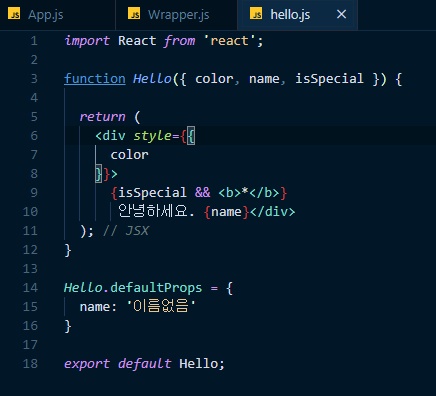 JS App.js JS Wrapper.js JS hello.js ×
1 import React from 'react';
2
3 function Hello({ color, name, isSpecial }) {
4
5   return (
6     <div style={{
7       color
8     }}>
9       {isSpecial && <b>*</b>}
10        안녕하세요. {name}</div>
11   ); // JSX
12 }
13
14 Hello.defaultProps = {
15   name: '이름없음'
16 }
17
18 export default Hello;